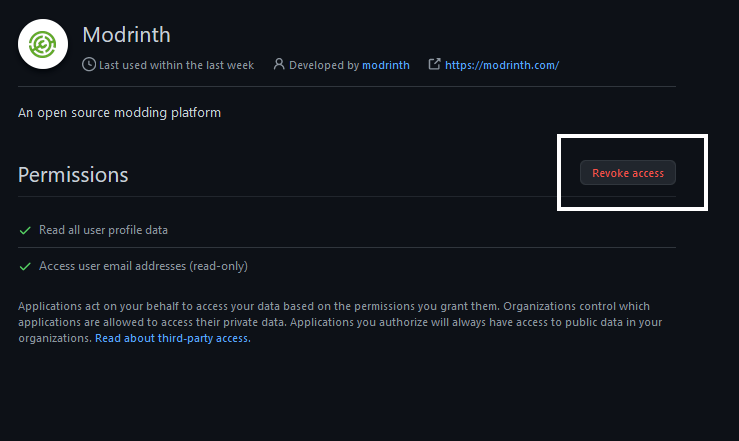 Modrinth
Last used within the last week Developed by modrinth https://modrinth.com/
An open source modding platform
Permissions Revoke access
Read all user profile data
Access user email addresses (read-only)
Applications act on your behalf to access your data based on the permissions you grant them. Organizations control which
applications are allowed to access their private data. Applications you authorize will always have access to public data in your
organizations. Read about third-party access.